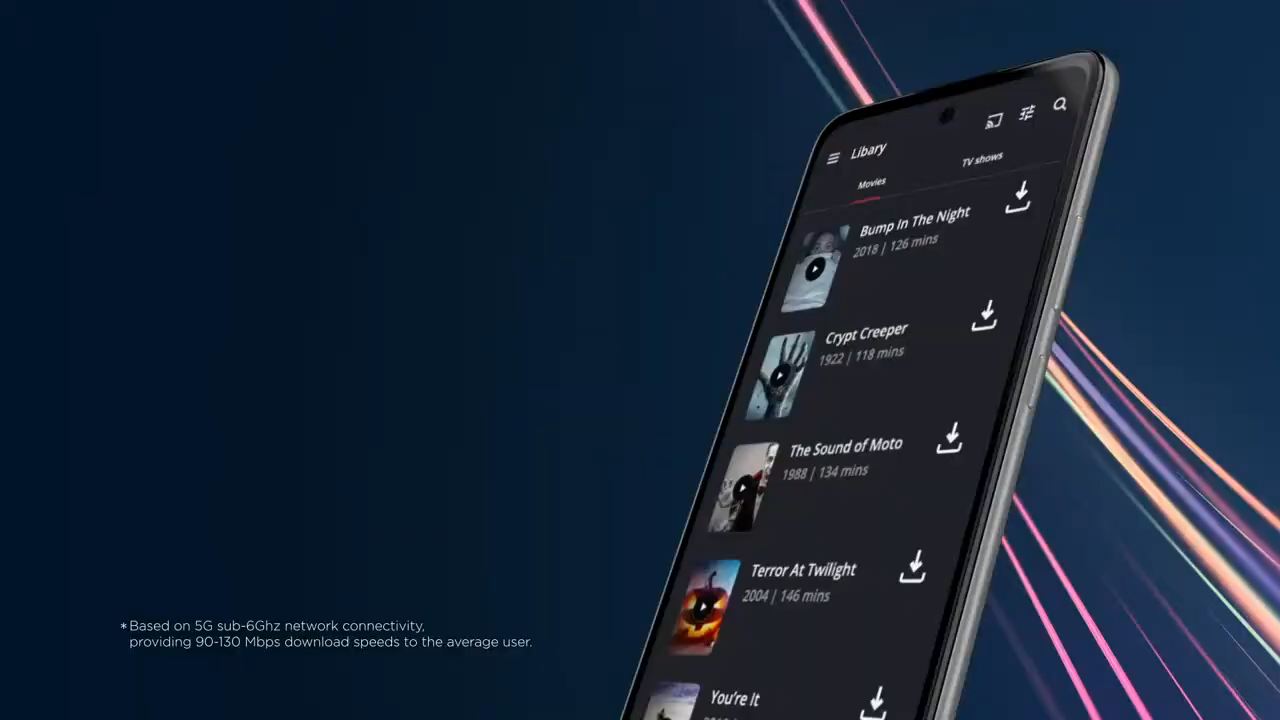 Libary
Movies
TV shows
Bump In The Night
2018 | 126 mins
Crypt Creeper
1922 | 118 mins
The Sound of Moto
1988 | 134 mins
Terror At Twilight
2004 | 146 mins
You're It
*Based on 5G sub-6Ghz network connectivity,
providing 90-130 Mbps download speeds to the average user.